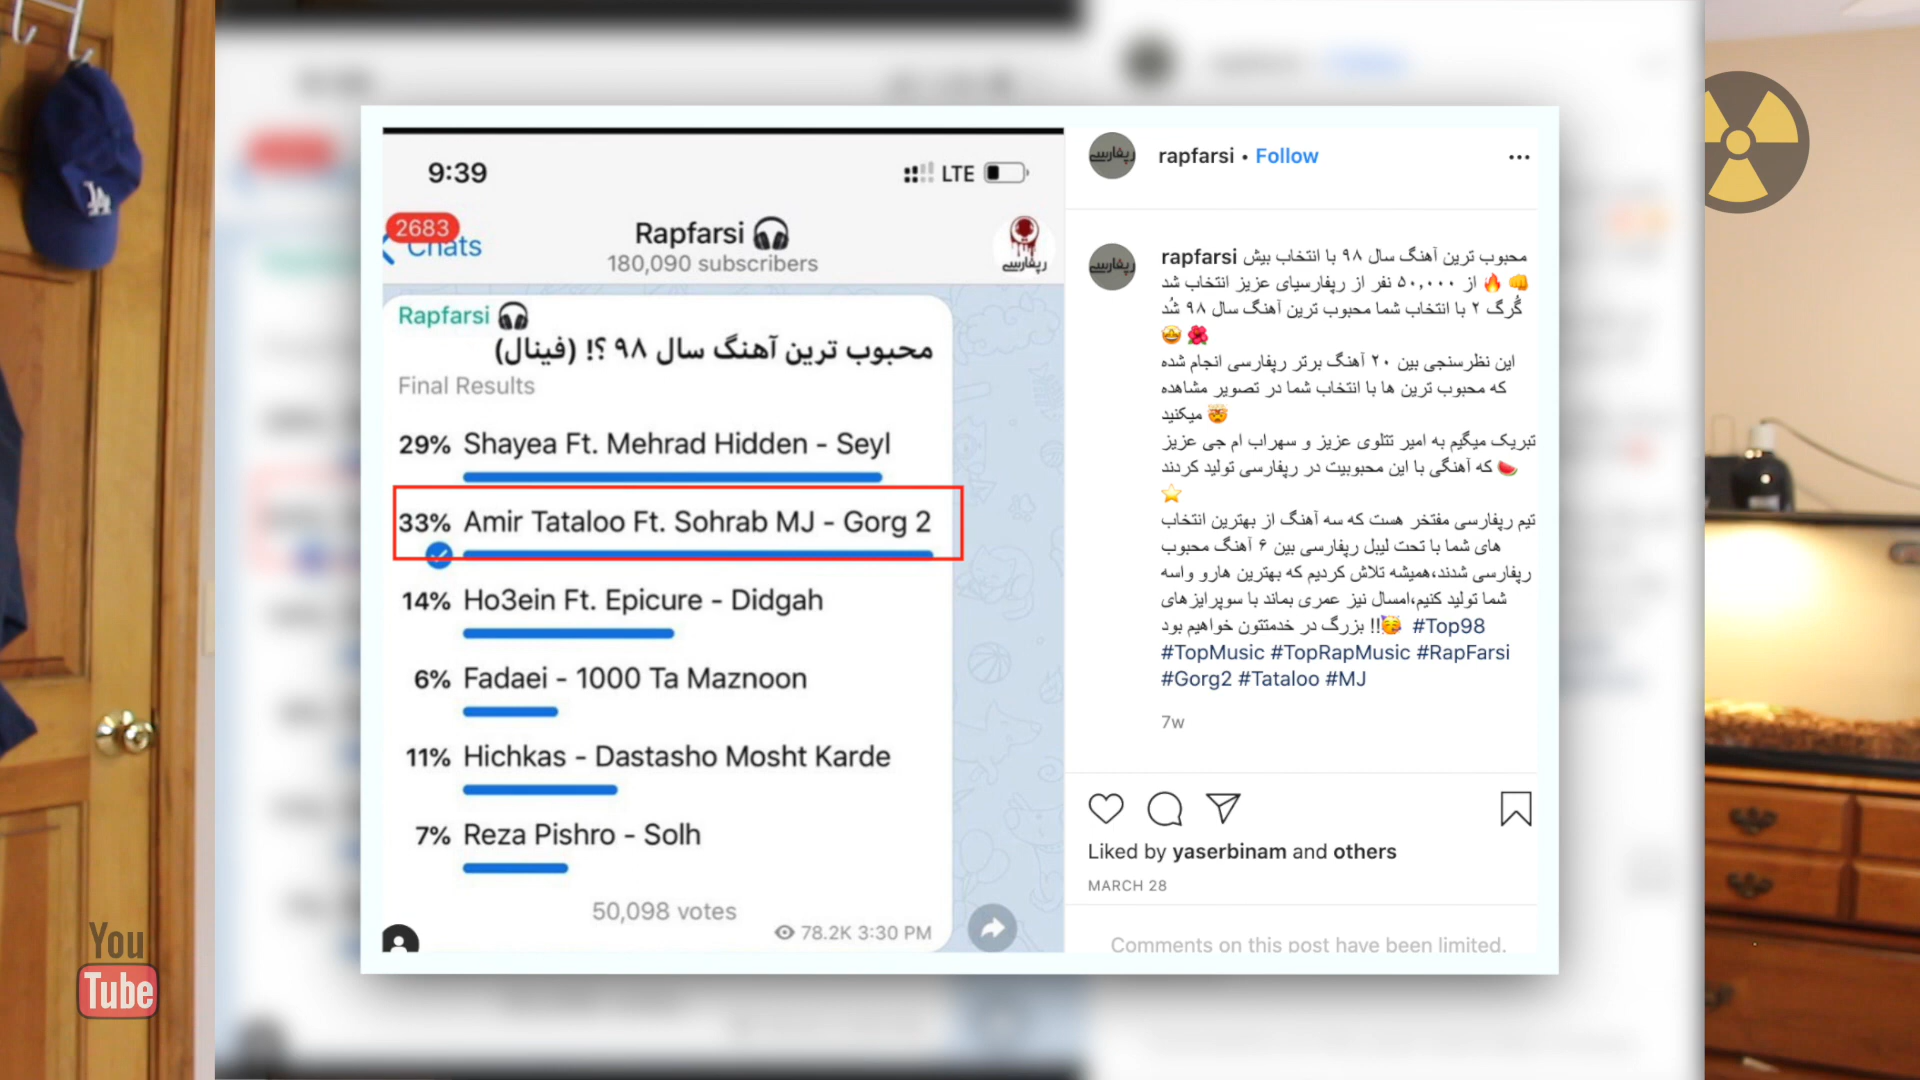 9:39
LTE
2683
Chats
Rapfarsi
180,090 subscribers
رپفارسی
Rapfarsi
محبوب ترین آهنگ سال ۹۸ ؟! (فینال)
Final Results
29% Shayea Ft. Mehrad Hidden - Seyl
33% Amir Tataloo Ft. Sohrab MJ - Gorg 2
14% Ho3ein Ft. Epicure - Didgah
6% Fadaei - 1000 Ta Maznoon
11% Hichkas - Dastasho Mosht Karde
7% Reza Pishro - Solh
50,098 votes
78.2K 3:30 PM
رپفارسی
rapfarsi • Follow
رپفارسی
rapfarsi محبوب ترین آهنگ سال ۹۸ با انتخاب بیش
از ۵۰,۰۰۰ نفر از رپفارسیای عزیز انتخاب شد 🔥 👊
گُرگ ۲ با انتخاب شما محبوب ترین آهنگ سال ۹۸ شُد
🤩 🌺
این نظرسنجی بین ۲۰ آهنگ برتر رپفارسی انجام شده
که محبوب ترین ها با انتخاب شما در تصویر مشاهده
میکنید 🤯
تبریک میگیم به امیر تتلوی عزیز و سهراب ام جی عزیز
که آهنگی با این محبوبیت در رپفارسی تولید کردند 🍉
⭐
تیم رپفارسی مفتخر هست که سه آهنگ از بهترین انتخاب
های شما با تحت لیبل رپفارسی بین ۶ آهنگ محبوب
رپفارسی شدند،همیشه تلاش کردیم که بهترین هارو واسه
شما تولید کنیم،امسال نیز عمری بماند با سوپرایزهای
بزرگ در خدمتتون خواهیم بود !!🥳 #Top98
#TopMusic #TopRapMusic #RapFarsi
#Gorg2 #Tataloo #MJ
7w
Liked by yaserbinam and others
MARCH 28
Comments on this post have been limited.
LA
You
Tube